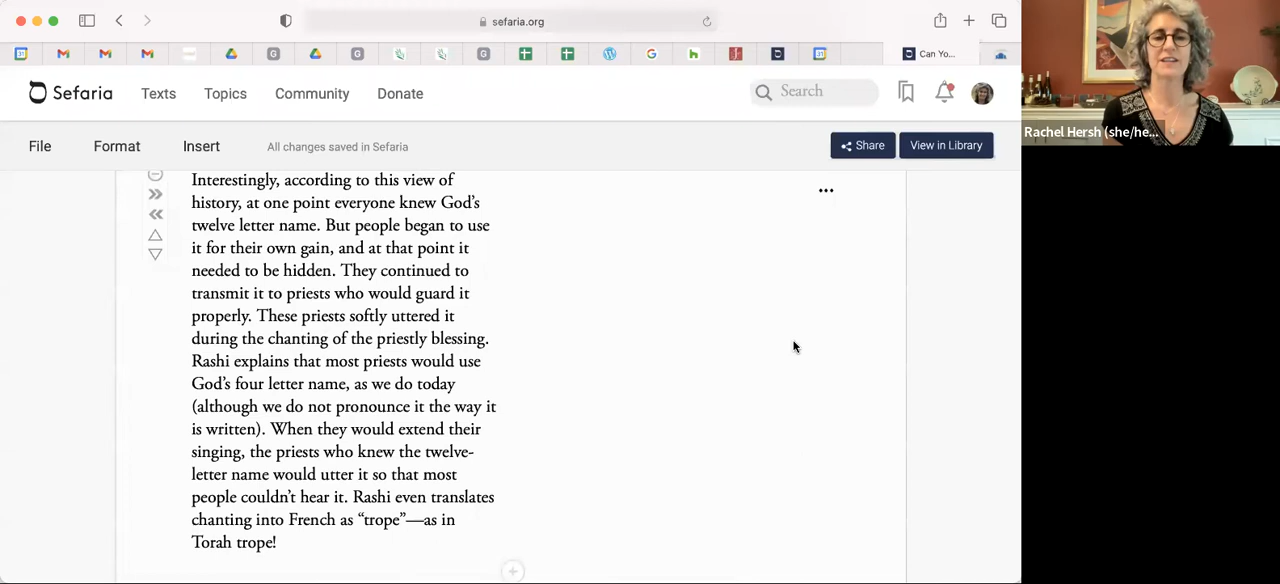 sefaria.org
Can Yo...
Sefaria
Texts
Topics
Community
Donate
Search
File
Format
Insert
All changes saved in Sefaria
Share
View in Library
Interestingly, according to this view of
history, at one point everyone knew God’s
twelve letter name. But people began to use
it for their own gain, and at that point it
needed to be hidden. They continued to
transmit it to priests who would guard it
properly. These priests softly uttered it
during the chanting of the priestly blessing.
Rashi explains that most priests would use
God’s four letter name, as we do today
(although we do not pronounce it the way it
is written). When they would extend their
singing, the priests who knew the twelve-
letter name would utter it so that most
people couldn’t hear it. Rashi even translates
chanting into French as “trope”—as in
Torah trope!
Rachel Hersh (she/he...